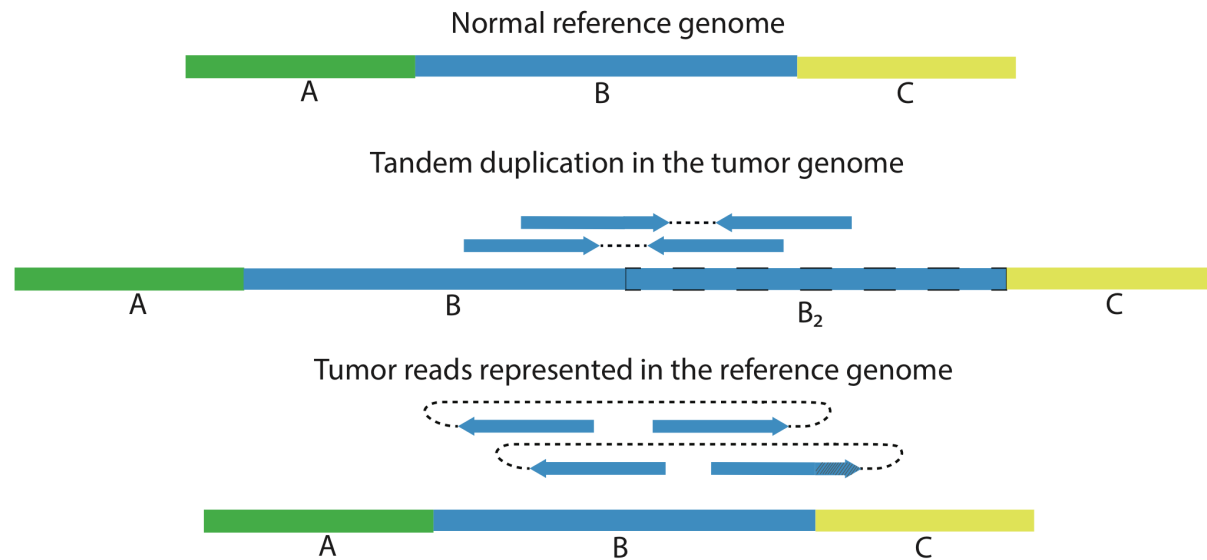 Normal reference genome
A B C
Tandem duplication in the tumor genome
A B B₂ C
Tumor reads represented in the reference genome
A B C